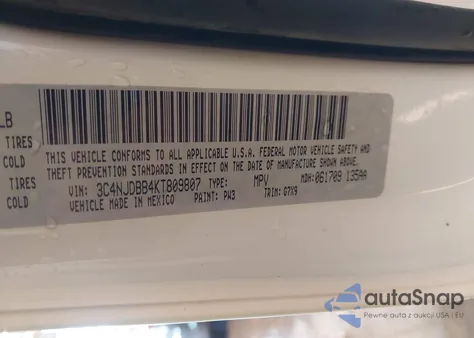 LB
TIRES
COLD
TIRES
COLD
THIS VEHICLE CONFORMS TO ALL APPLICABLE U.S.A. FEDERAL MOTOR VEHICLE SAFETY AND
THEFT PREVENTION STANDARDS IN EFFECT ON THE DATE OF MANUFACTURE SHOWN ABOVE.
VIN: 3C4NJDBB4KT809807 TYPE: MPV MDH: 061709 135AA
VEHICLE MADE IN MEXICO PAINT: PW3 TRIM: G7X9
autoSnap
Pewne auta z aukcji USA i EU